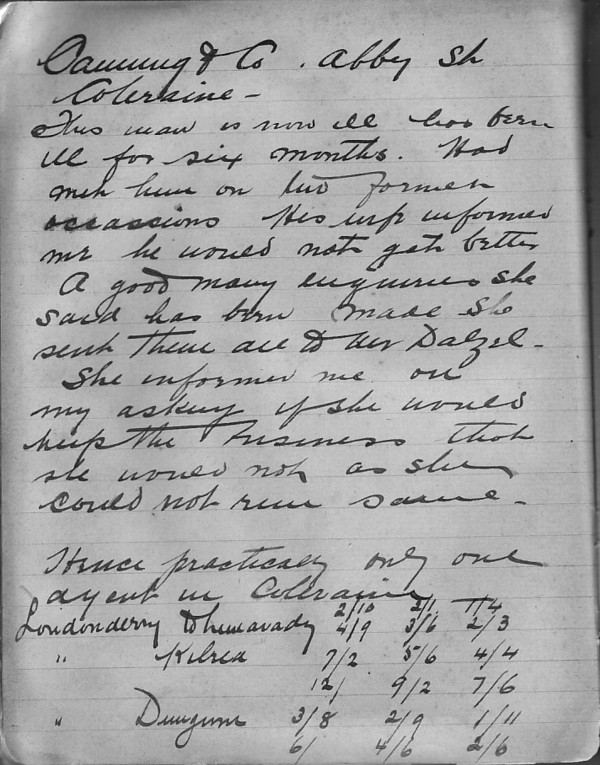 Canning & Co. Abby St
Coleraine -
This man is now ill has been
ill for six months. Had
met him on two former
occassions His wife informed
me he would not get better
A good many enquiries she
said has been made She
sent them all to Mr Dalzel -
She informed me on
my asking if she would
keep the business that
she would not as she
could not run same -
Hence practically only one
agent in Coleraine
2/10 2/1 1/4
Londonderry to Limavady 4/9 3/6 2/3
" Kilrea 7/2 5/6 4/4
12/ 9/2 7/6
" Dungiven 3/8 2/9 1/11
6/ 4/6 2/6